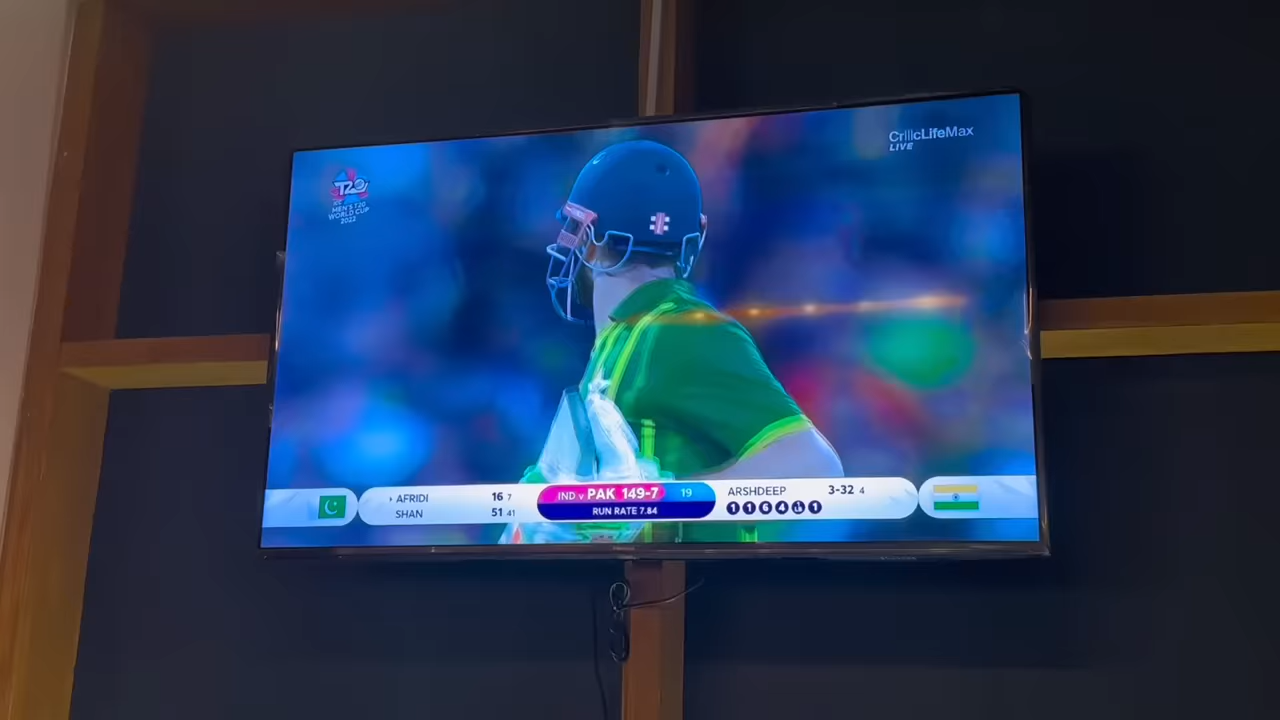 CriicLifeMax
LIVE
T20
MEN'S T20
WORLD CUP
2022
AFRIDI 16 7
SHAN 51 41
IND v PAK 149-7 19
RUN RATE 7.84
ARSHDEEP 3-32 4
1 1 6 4 1